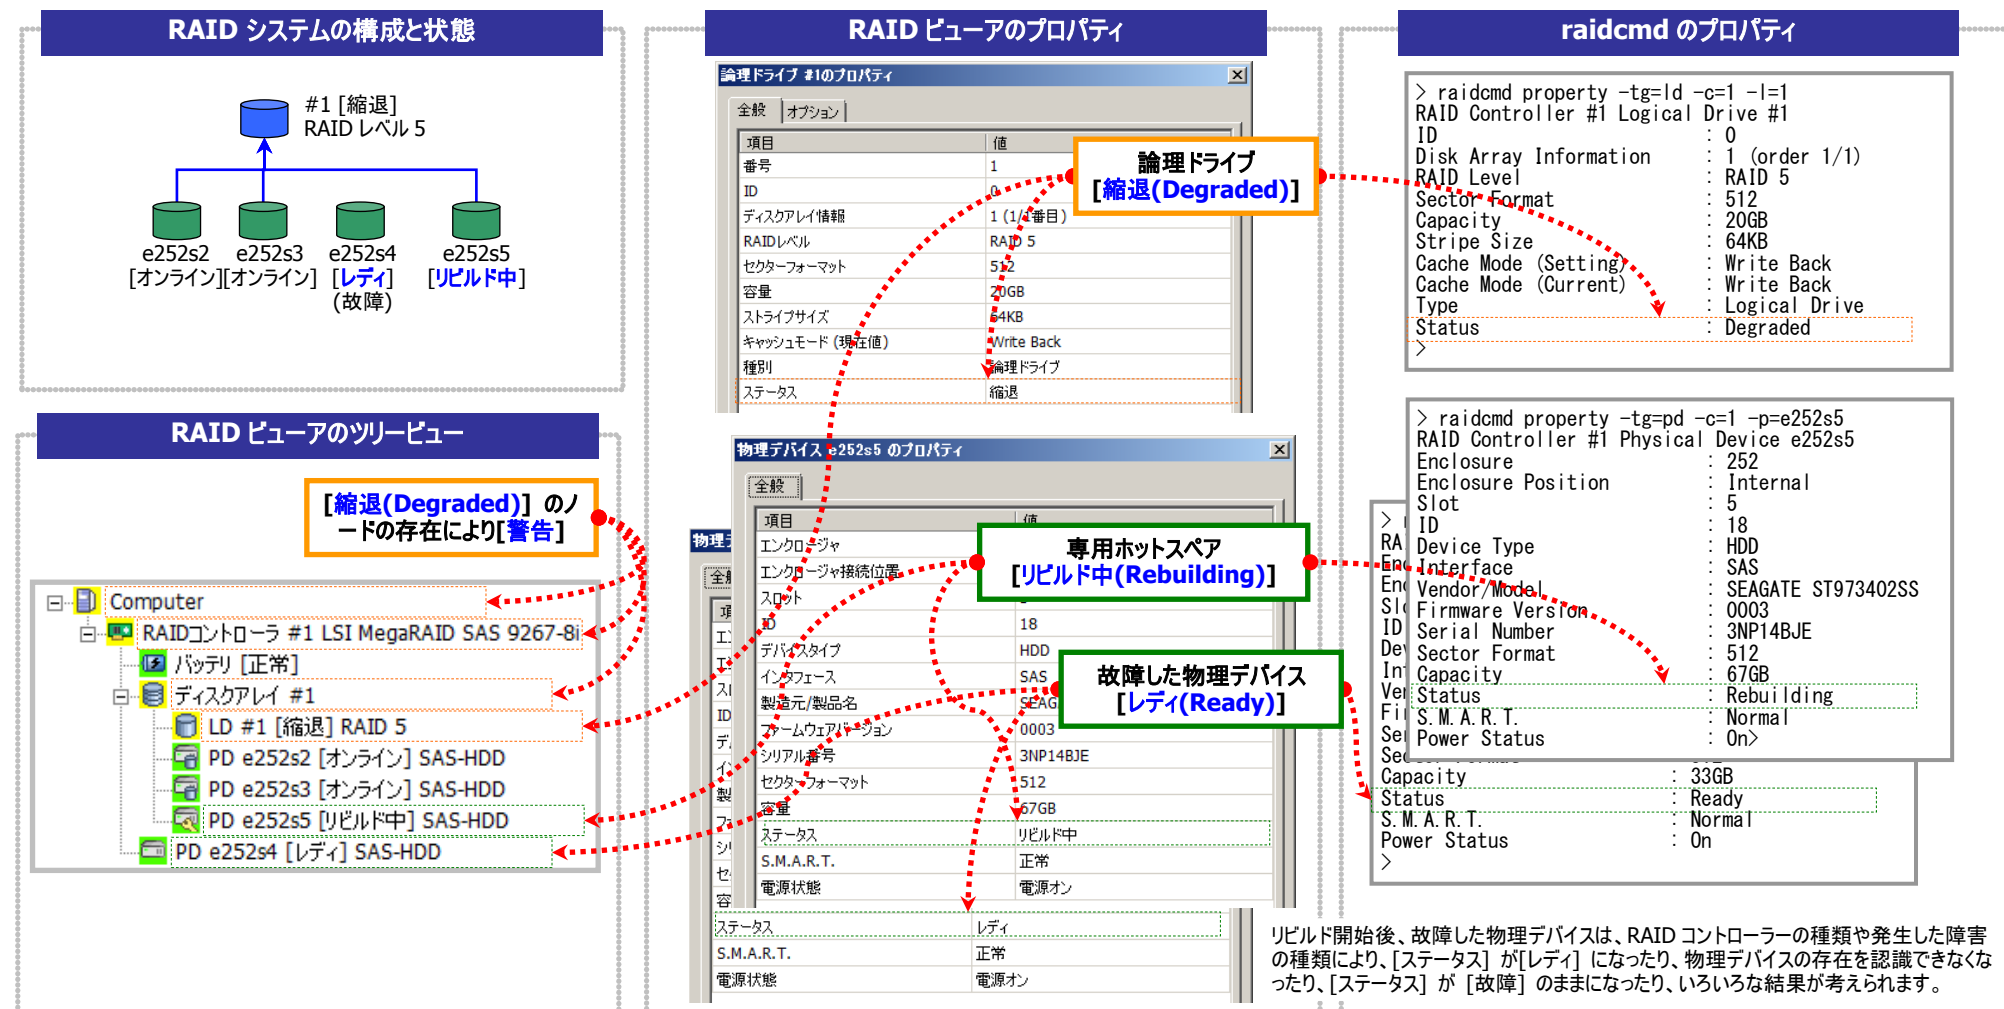 RAID システムの構成と状態
#1 [縮退]
RAID レベル 5
e252s2
[オンライン]
e252s3
[オンライン]
e252s4
[レディ]
(故障)
e252s5
[リビルド中]
RAID ビューアのツリービュー
[縮退(Degraded)] のノ
ードの存在により[警告]
Computer
RAIDコントローラ #1 LSI MegaRAID SAS 9267-8i
バッテリ [正常]
ディスクアレイ #1
LD #1 [縮退] RAID 5
PD e252s2 [オンライン] SAS-HDD
PD e252s3 [オンライン] SAS-HDD
PD e252s5 [リビルド中] SAS-HDD
PD e252s4 [レディ] SAS-HDD
RAID ビューアのプロパティ
論理ドライブ #1のプロパティ
全般 オプション
項目 値
番号 1
ID 0
ディスクアレイ情報 1 (1/1番目)
RAIDレベル RAID 5
セクターフォーマット 512
容量 20GB
ストライプサイズ 64KB
キャッシュモード (現在値) Write Back
種別 論理ドライブ
ステータス 縮退
論理ドライブ
[縮退(Degraded)]
物理デバイス e252s5 のプロパティ
全般
項目 値
エンクロージャ
エンクロージャ接続位置
スロット
ID 18
デバイスタイプ HDD
インタフェース SAS
製造元/製品名 SEAG
ファームウェアバージョン 0003
シリアル番号 3NP14BJE
セクターフォーマット 512
容量 67GB
ステータス リビルド中
S.M.A.R.T. 正常
電源状態 電源オン
専用ホットスペア
[リビルド中(Rebuilding)]
故障した物理デバイス
[レディ(Ready)]
ステータス レディ
S.M.A.R.T. 正常
電源状態 電源オン
raidcmd のプロパティ
> raidcmd property -tg=ld -c=1 -l=1
RAID Controller #1 Logical Drive #1
ID : 0
Disk Array Information : 1 (order 1/1)
RAID Level : RAID 5
Sector Format : 512
Capacity : 20GB
Stripe Size : 64KB
Cache Mode (Setting) : Write Back
Cache Mode (Current) : Write Back
Type : Logical Drive
Status : Degraded
>
> raidcmd property -tg=pd -c=1 -p=e252s5
RAID Controller #1 Physical Device e252s5
Enclosure : 252
Enclosure Position : Internal
Slot : 5
ID : 18
Device Type : HDD
Interface : SAS
Vendor/Model : SEAGATE ST973402SS
Firmware Version : 0003
Serial Number : 3NP14BJE
Sector Format : 512
Capacity : 67GB
Status : Rebuilding
S.M.A.R.T. : Normal
Power Status : On>
Capacity : 33GB
Status : Ready
S.M.A.R.T. : Normal
Power Status : On
>
リビルド開始後、故障した物理デバイスは、RAID コントローラーの種類や発生した障害
の種類により、[ステータス] が[レディ] になったり、物理デバイスの存在を認識できなくな
ったり、[ステータス] が [故障] のままになったり、いろいろな結果が考えられます。